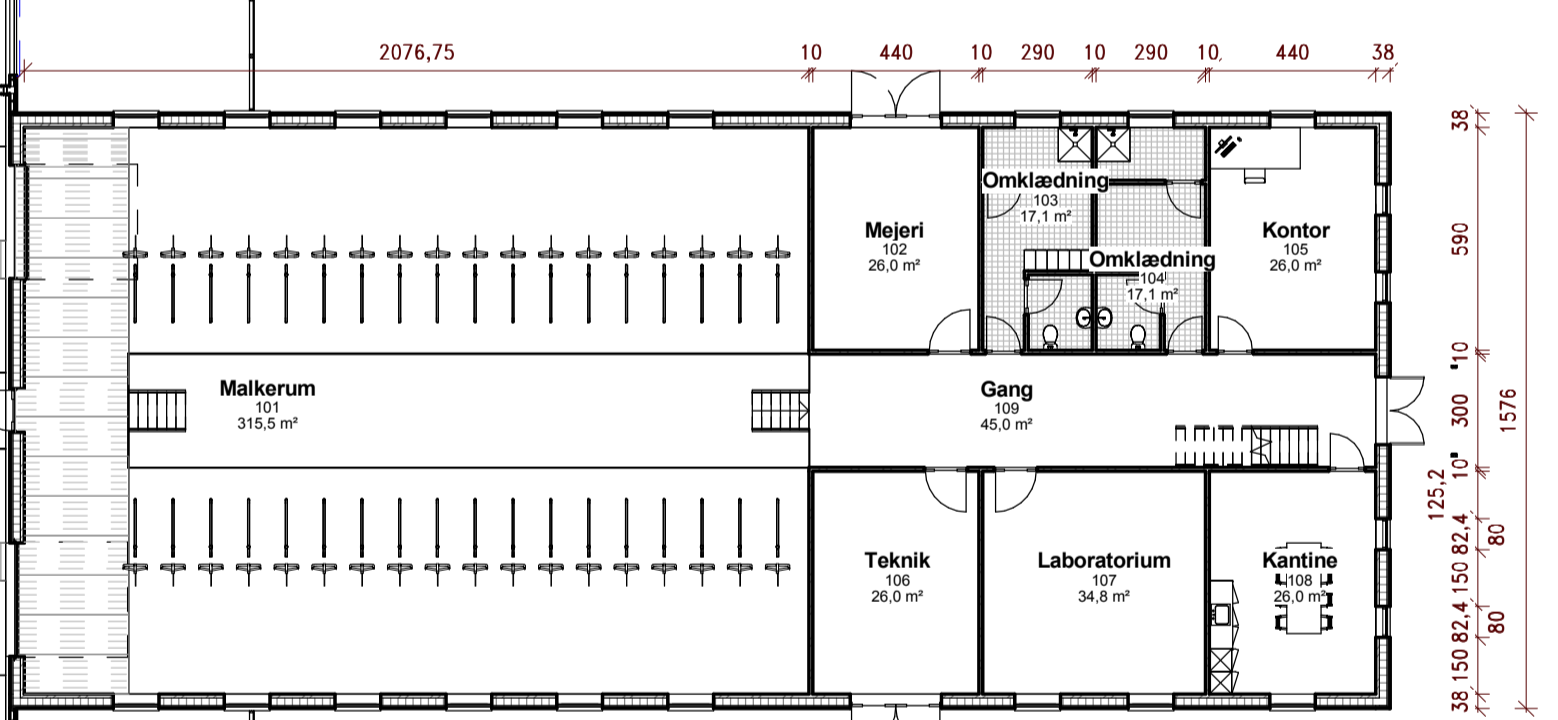 2076,75
10
440
10
290
10
290
10
440
38
Mejeri
102
26,0 m²
Omklædning
103
17,1 m²
Omklædning
104
17,1 m²
Kontor
105
26,0 m²
Malkerum
101
315,5 m²
Gang
109
45,0 m²
Teknik
106
26,0 m²
Laboratorium
107
34,8 m²
Kantine
108
26,0 m²
38
590
10
300
10
1576
125,2
82,4
80
150
82,4
80
150
38